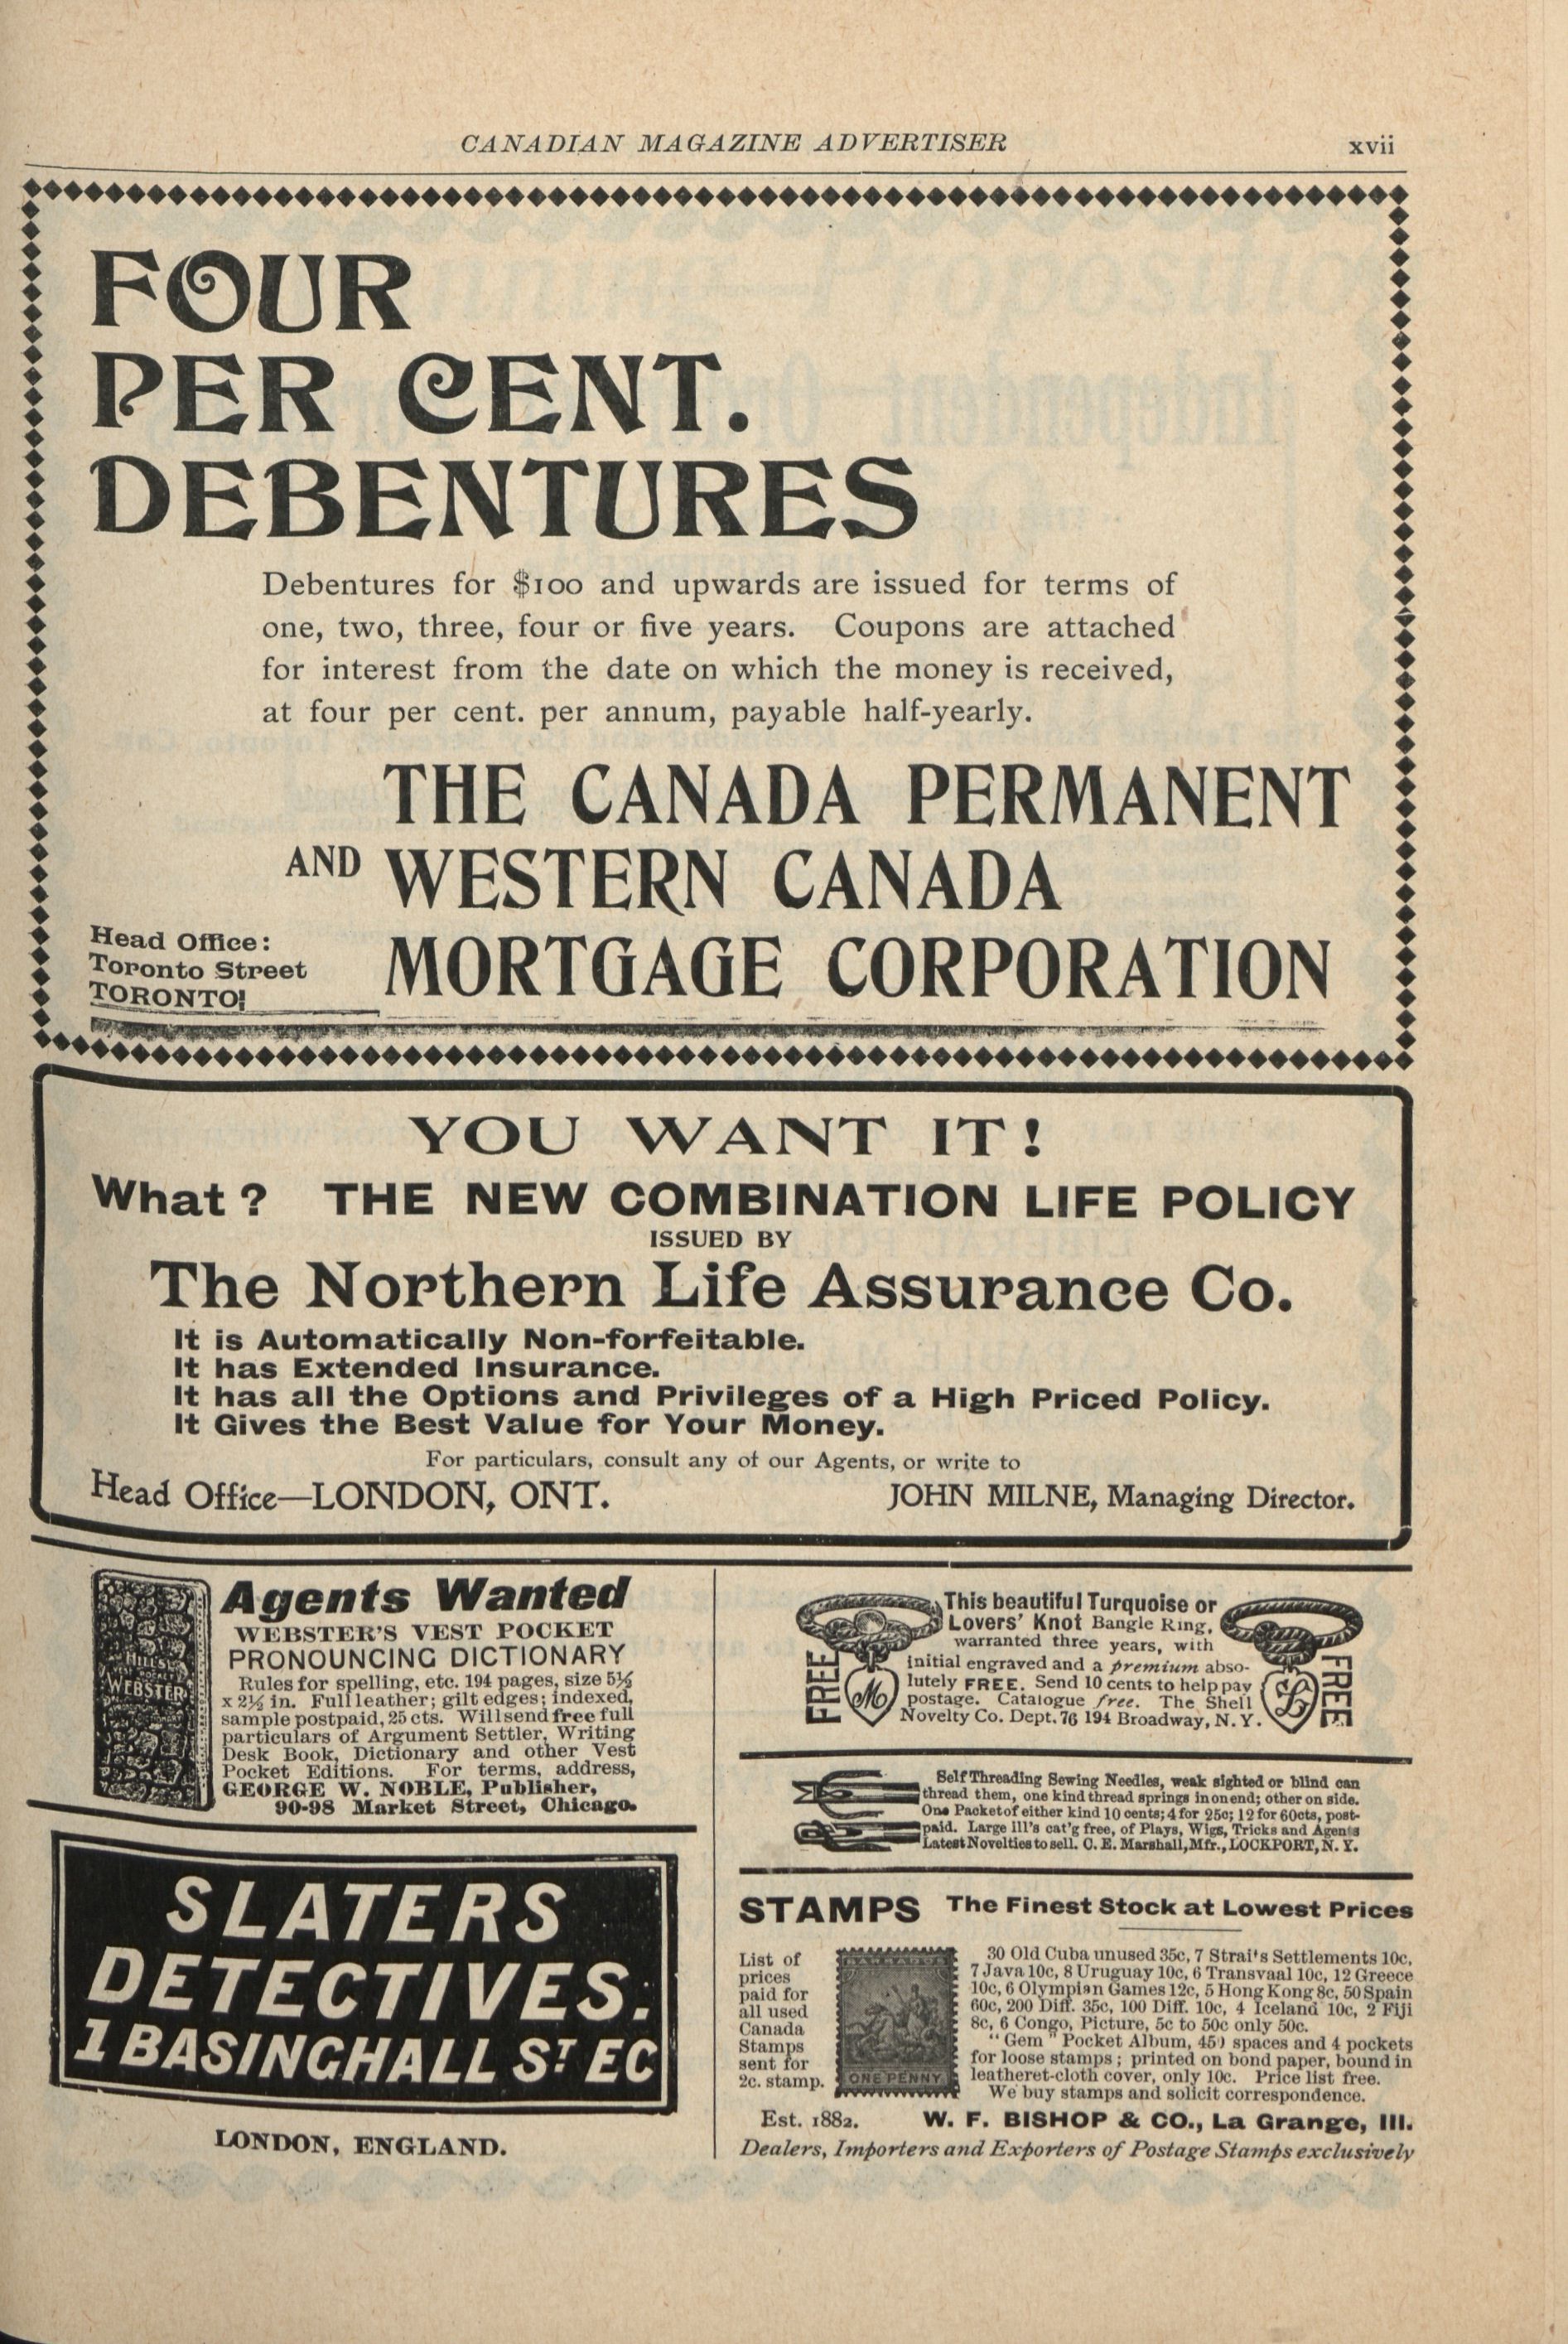 CANADIAN MAGAZINE ADVERTISER xvii
FOUR
PER CENT.
DEBENTURES
Debentures for $100 and upwards are issued for terms of
one, two, three, four or five years. Coupons are attached
for interest from the date on which the money is received,
at four per cent. per annum, payable half-yearly.
THE CANADA PERMANENT
AND WESTERN CANADA
MORTGAGE CORPORATION
Head Office:
Toronto Street
TORONTO!
YOU WANT IT!
What? THE NEW COMBINATION LIFE POLICY
ISSUED BY
The Northern Life Assurance Co.
It is Automatically Non-forfeitable.
It has Extended Insurance.
It has all the Options and Privileges of a High Priced Policy.
It Gives the Best Value for Your Money.
For particulars, consult any of our Agents, or write to
Head Office—LONDON, ONT. JOHN MILNE, Managing Director.
WEBSTER
Agents Wanted
WEBSTER'S VEST POCKET
PRONOUNCING DICTIONARY
Rules for spelling, etc. 194 pages, size 5½
x 2½ in. Full leather; gilt edges; indexed,
sample postpaid, 25 cts. Will send free full
particulars of Argument Settler, Writing
Desk Book, Dictionary and other Vest
Pocket Editions. For terms, address,
GEORGE W. NOBLE, Publisher,
90-98 Market Street, Chicago.
SLATERS
DETECTIVES.
1 BASINGHALL ST EC
LONDON, ENGLAND.
This beautiful Turquoise or
Lovers' Knot Bangle Ring,
warranted three years, with
initial engraved and a premium abso-
lutely FREE. Send 10 cents to help pay
postage. Catalogue free. The Shell
Novelty Co. Dept. 76 194 Broadway, N. Y.
FREE
M
L
FREE
Self Threading Sewing Needles, weak sighted or blind can
thread them, one kind thread springs in on end; other on side.
One Packet of either kind 10 cents; 4 for 25c; 12 for 60cts, post-
paid. Large Ill's cat'g free, of Plays, Wigs, Tricks and Agents
Latest Novelties to sell. C. E. Marshall, Mfr., LOCKPORT, N. Y.
STAMPS The Finest Stock at Lowest Prices
List of
prices
paid for
all used
Canada
Stamps
sent for
2c. stamp.
BARBADOS
ONE PENNY
30 Old Cuba unused 35c, 7 Strai's Settlements 10c,
7 Java 10c, 8 Uruguay 10c, 6 Transvaal 10c, 12 Greece
10c, 6 Olympian Games 12c, 5 Hong Kong 8c, 50 Spain
60c, 200 Diff. 35c, 100 Diff. 10c, 4 Iceland 10c, 2 Fiji
8c, 6 Congo, Picture, 5c to 50c only 50c.
"Gem" Pocket Album, 450 spaces and 4 pockets
for loose stamps; printed on bond paper, bound in
leatheret-cloth cover, only 10c. Price list free.
We buy stamps and solicit correspondence.
Est. 1882. W. F. BISHOP & CO., La Grange, Ill.
Dealers, Importers and Exporters of Postage Stamps exclusively